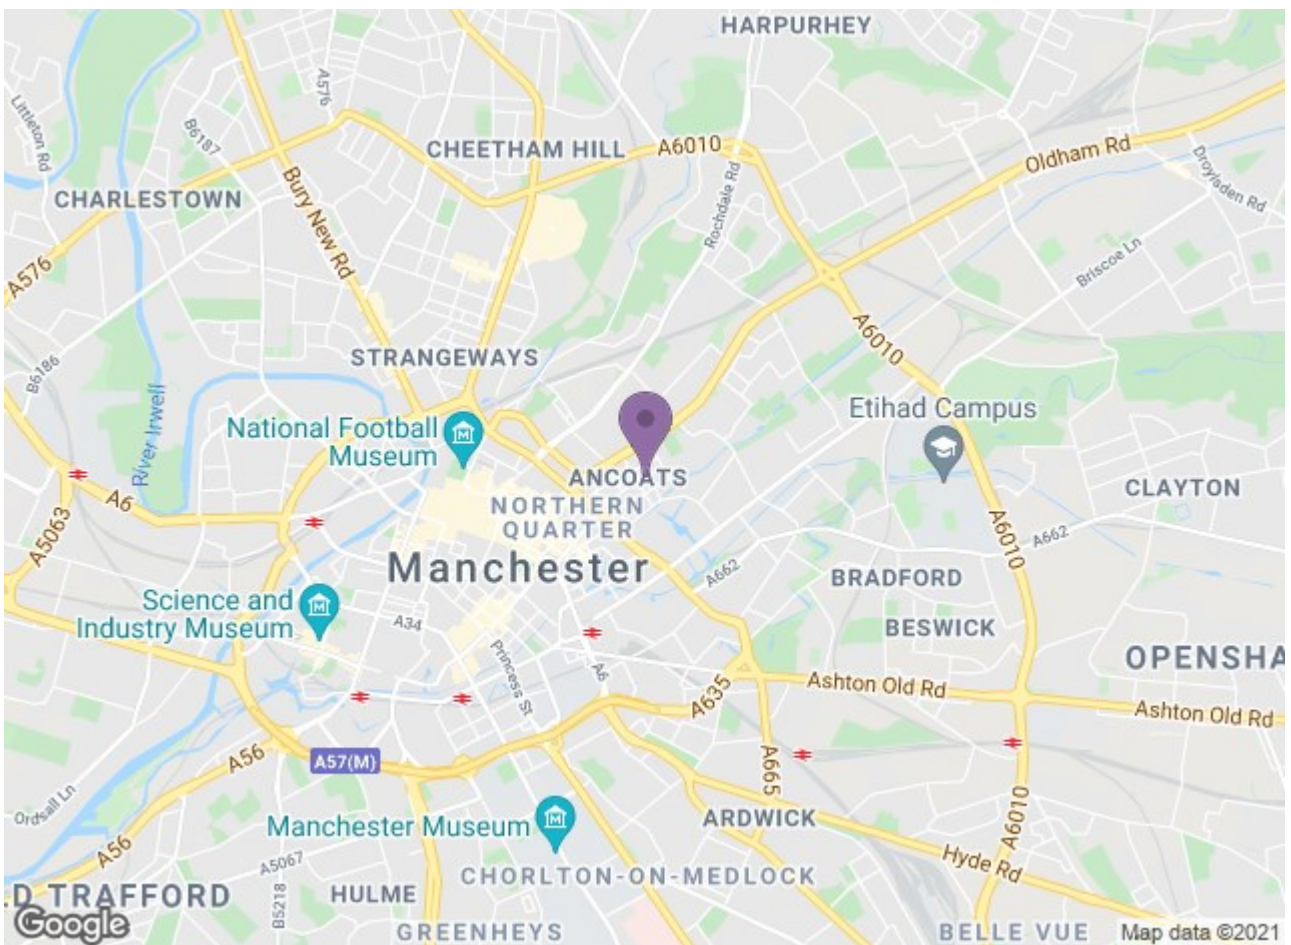 HARPURHEY
A576
Littleton Rd
B6187
CHEETHAM HILL
A6010
Oldham Rd
Droylsden Rd
CHARLESTOWN
Bury New Rd
Rochdale Rd
Briscoe Ln
A576
A6010
STRANGEWAYS
B6186
River Irwell
National Football
Museum
Etihad Campus
ANCOATS
NORTHERN
QUARTER
CLAYTON
A6
A5063
A6010
A662
Manchester
A662
BRADFORD
Science and
Industry Museum
A34
BESWICK
Princess St
A6
OPENSHA
A635
Ashton Old Rd
Ashton Old Rd
A56
A57(M)
A665
Ordsall Ln
Manchester Museum
ARDWICK
A6010
A56
A5067
Hyde Rd
CHORLTON-ON-MEDLOCK
D TRAFFORD
B5218
HULME
Google
GREENHEYS
BELLE VUE
Map data ©2021